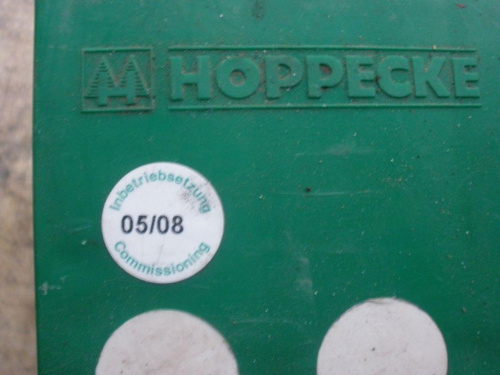 HOPPECKE
Inbetriebsetzung
05/08
Commissioning